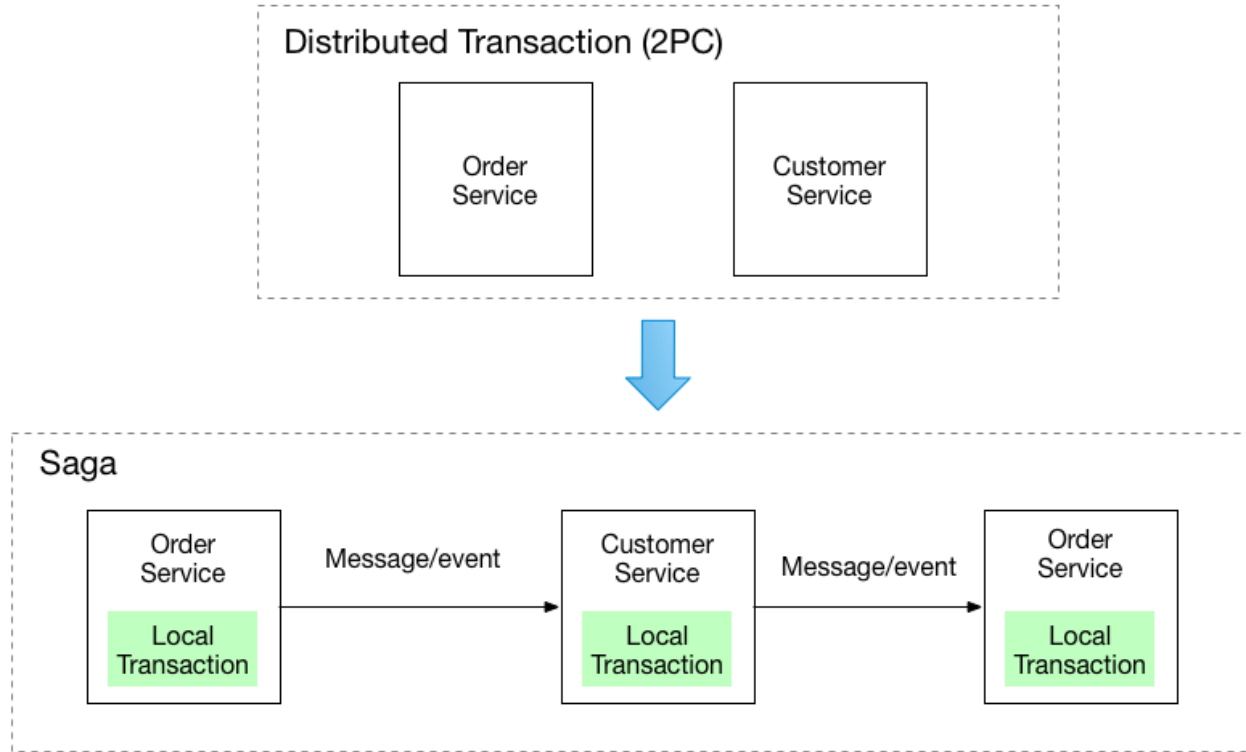 Distributed Transaction (2PC)
Order
Service
Customer
Service
Saga
Order
Service
Local
Transaction
Message/event
Customer
Service
Local
Transaction
Message/event
Order
Service
Local
Transaction